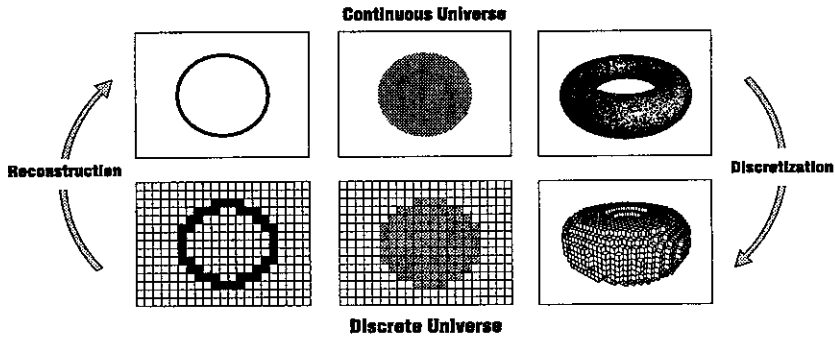 Continuous Universe
Reconstruction
Discretization
Discrete Universe